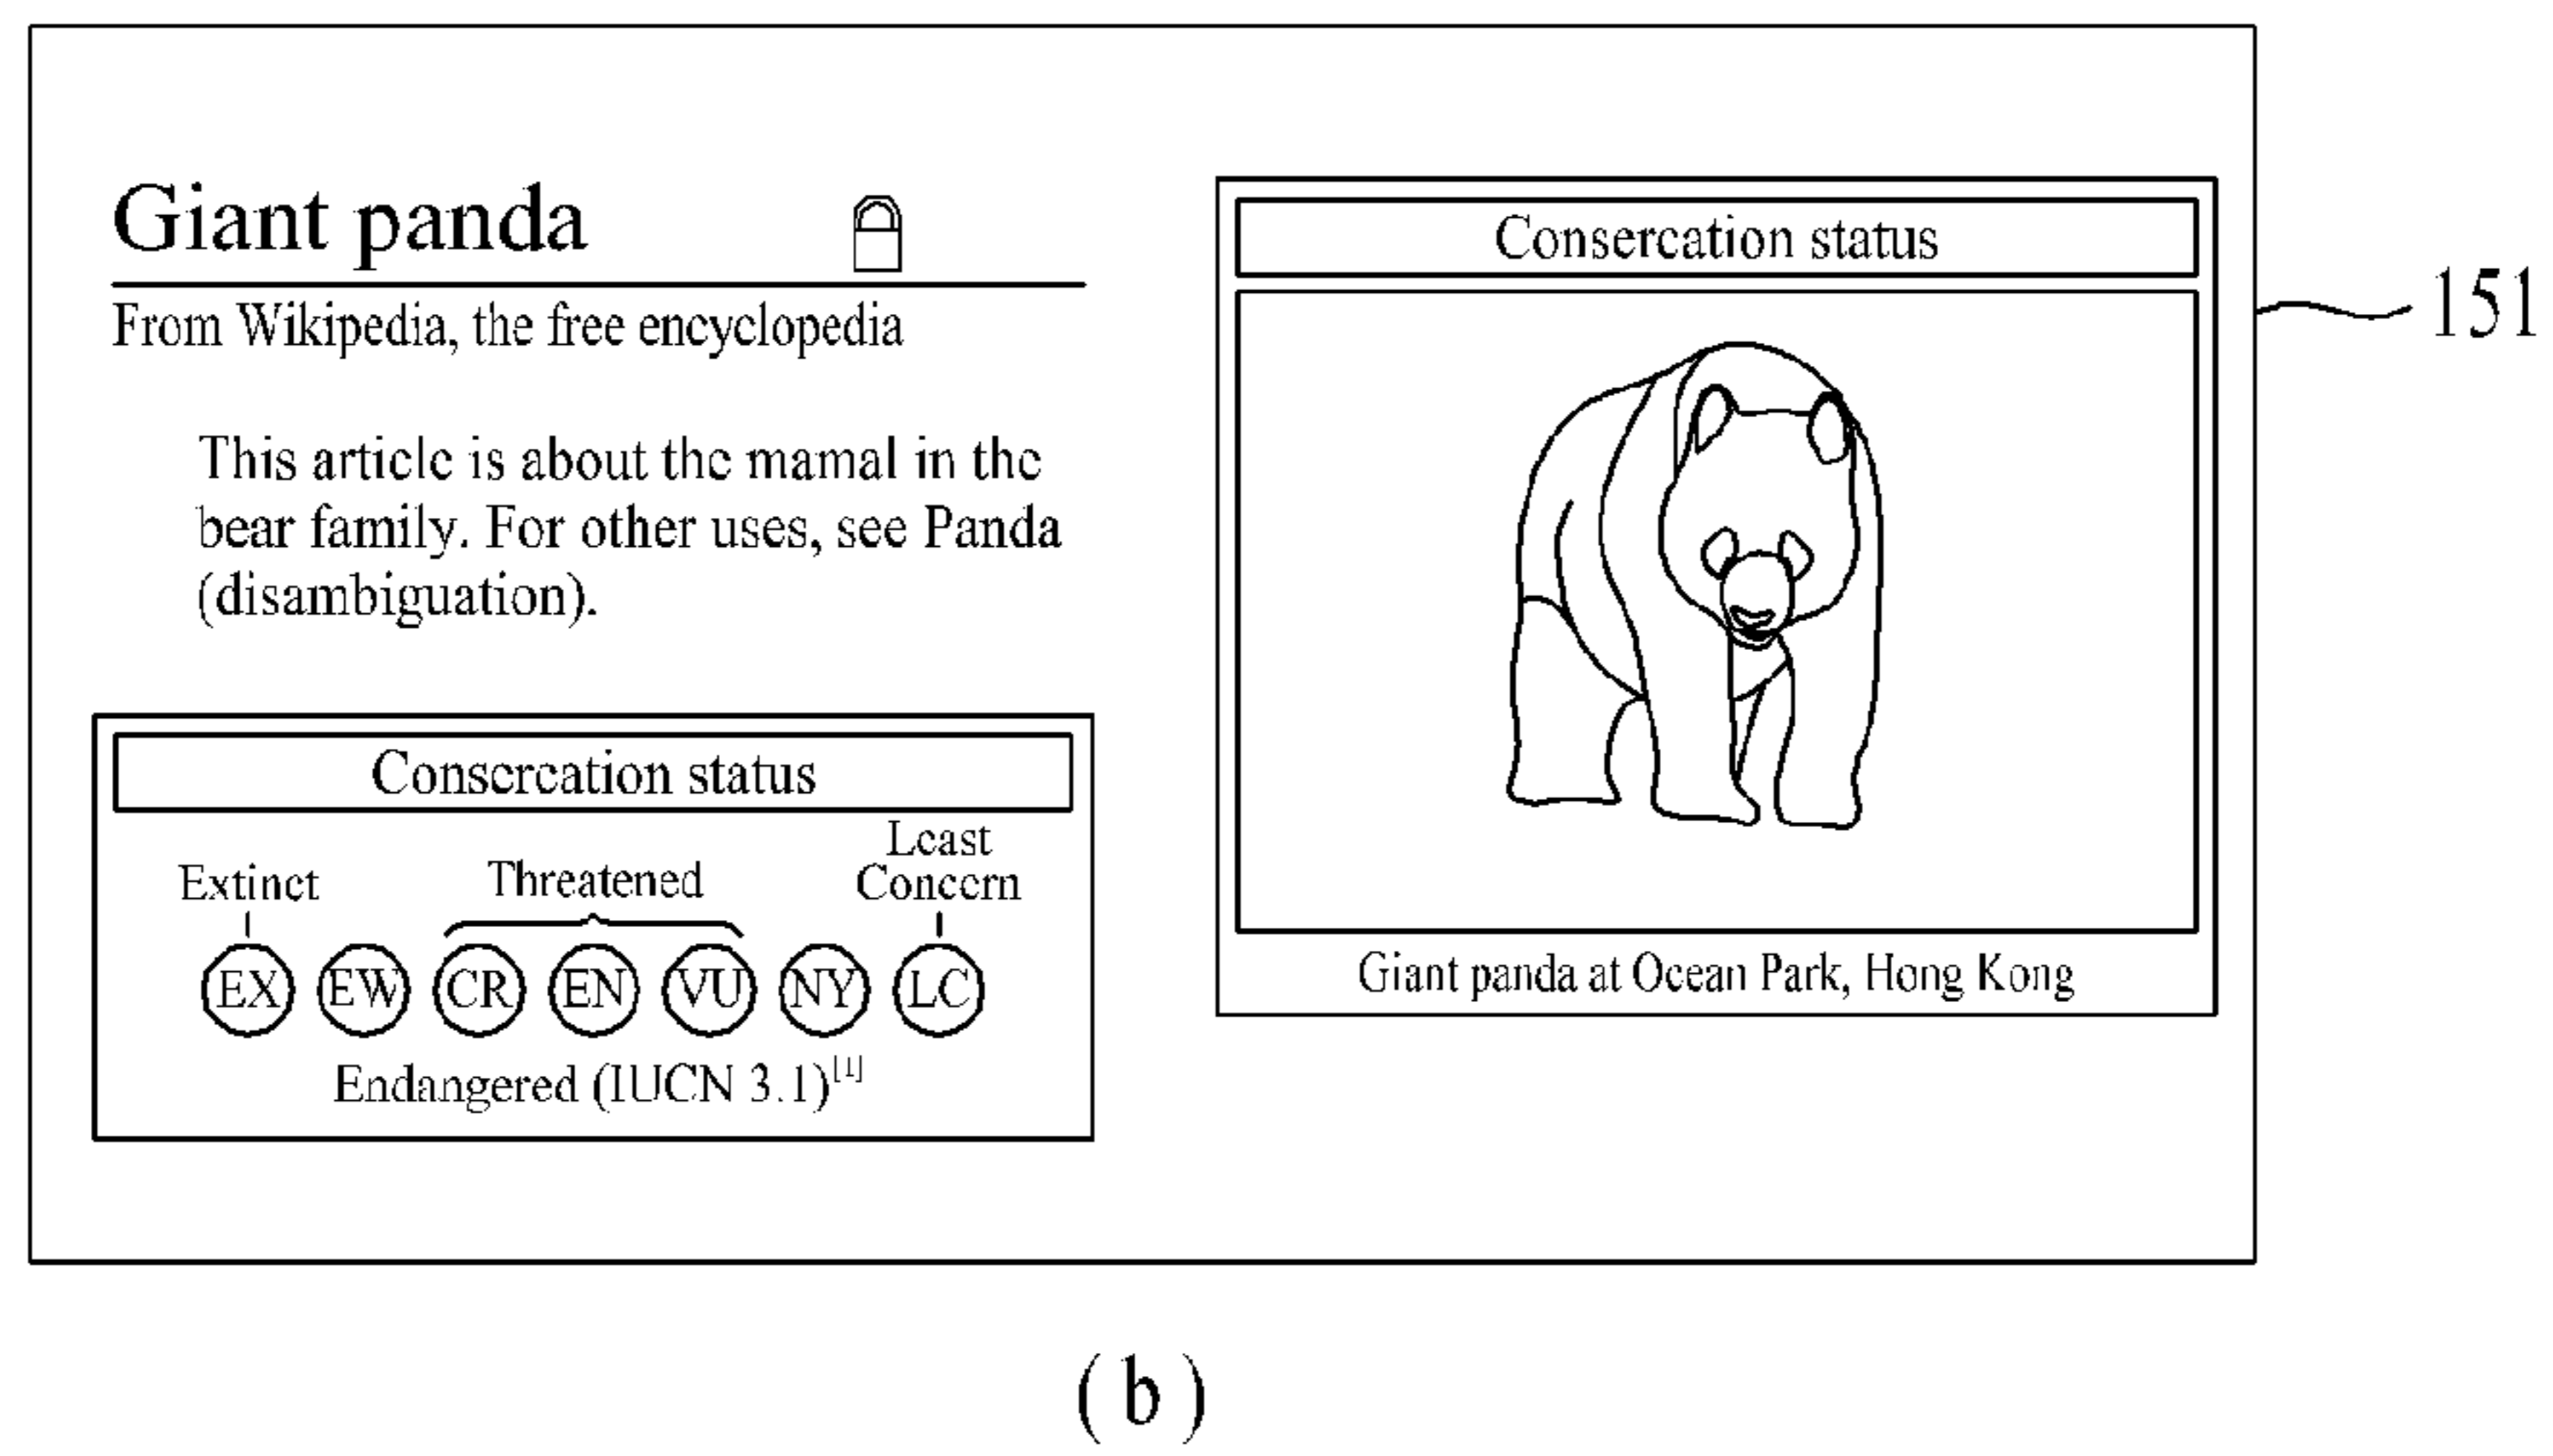 Giant panda
From Wikipedia, the free encyclopedia
This article is about the mamal in the
bear family. For other uses, see Panda
(disambiguation).
Consercation status
Extinct
Threatened
Least
Concern
EX EW CR EN VU NY LC
Endangered (IUCN 3.1)[1]
Consercation status
Giant panda at Ocean Park, Hong Kong
151
(b)